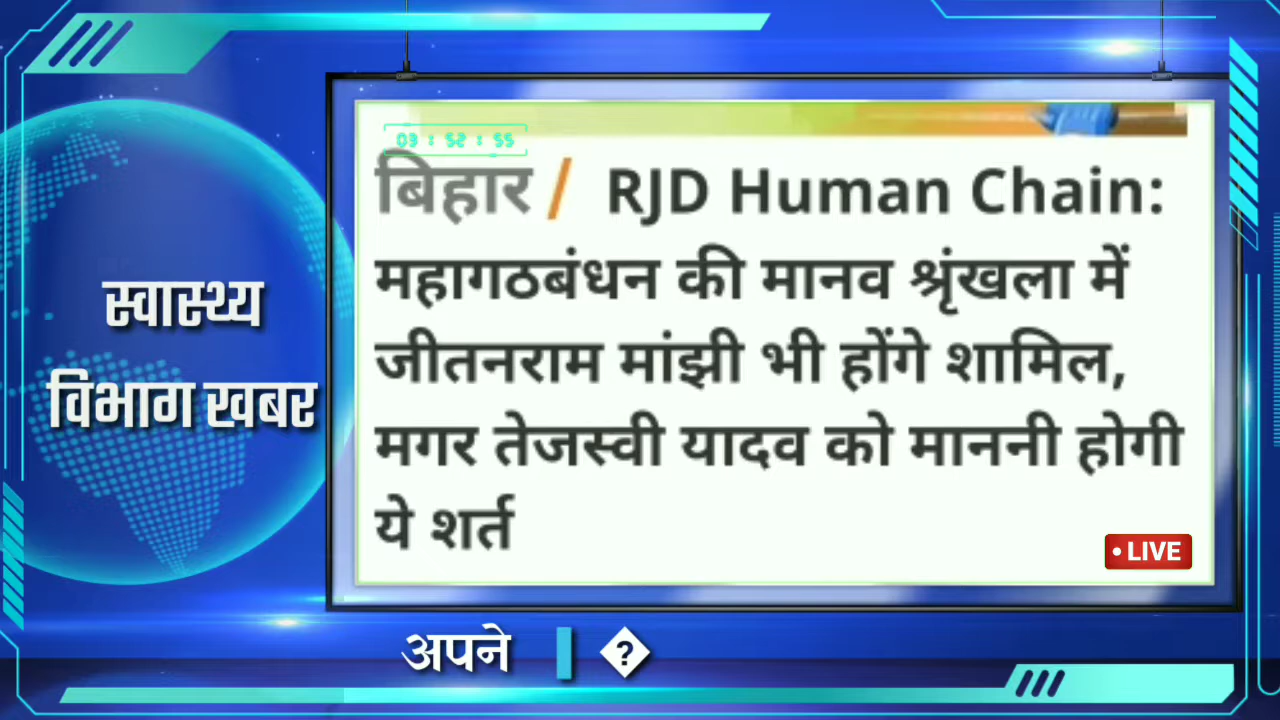 03 : 52 : 55
बिहार / RJD Human Chain:
महागठबंधन की मानव श्रृंखला में
जीतनराम मांझी भी होंगे शामिल,
मगर तेजस्वी यादव को माननी होगी
ये शर्त
स्वास्थ्य
विभाग खबर
• LIVE
अपने | ?